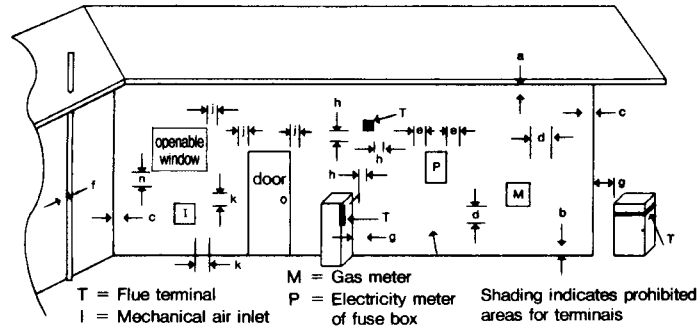 a
h
T
c
j
j
j
e
e
d
openable
window
h
P
n
door
h
M
g
f
k
I
T
d
b
c
g
T
k
T = Flue terminal
I = Mechanical air inlet
M = Gas meter
P = Electricity meter
of fuse box
Shading indicates prohibited
areas for terminals